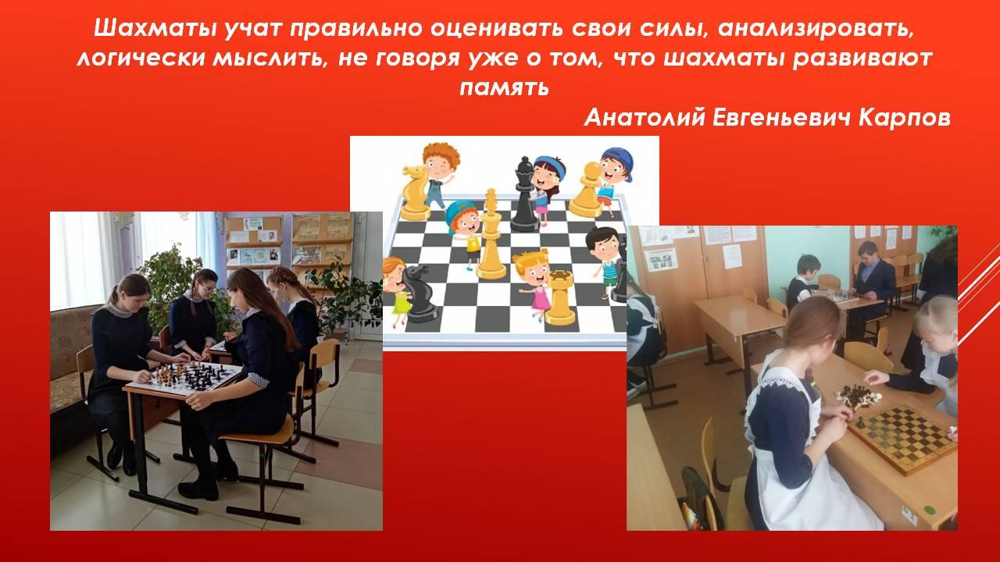 Шахматы учат правильно оценивать свои силы, анализировать,
логически мыслить, не говоря уже о том, что шахматы развивают
память
Анатолий Евгеньевич Карпов